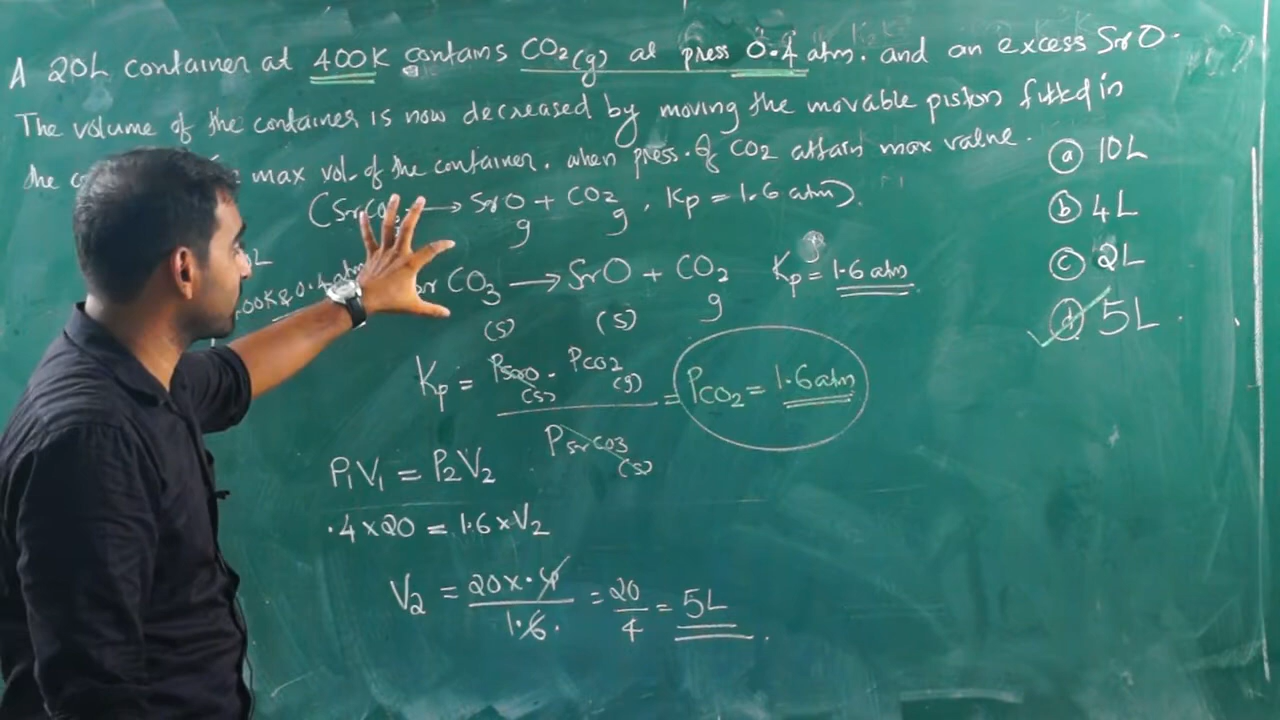 A 20L container at 400K contains CO2(g) at press 0.4 atm. and an excess SrO.
The volume of the container is now decreased by moving the movable piston fitted in
the max vol. of the container. when press. of CO2 attains max value.
(SrCO3 ⟶ SrO + CO2, Kp = 1.6 atm).
g g
SrCO3 ⟶ SrO + CO2 Kp = 1.6 atm
(s) (s) g
Kp = PSrO(s) . PCO2(g) / PSrCO3(s) = PCO2 = 1.6 atm
P1V1 = P2V2
.4 x 20 = 1.6 x V2
V2 = 20 x .4 / 1.6 = 20/4 = 5L
(a) 10L
(b) 4L
(c) 2L
(d) 5L